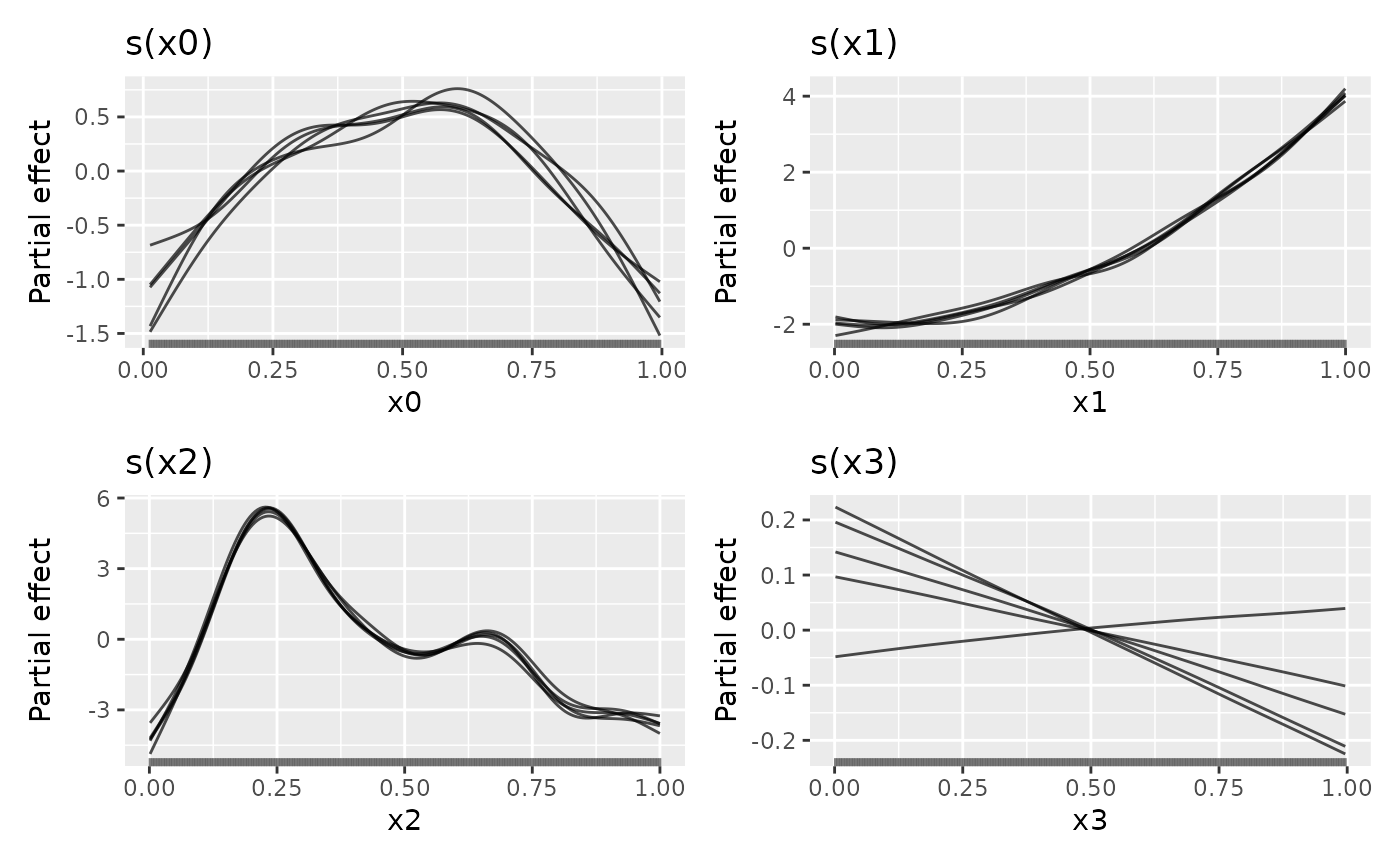 s(x0)
Partial effect
0.5
0.0
-0.5
-1.0
-1.5
0.00 0.25 0.50 0.75 1.00
x0
s(x1)
Partial effect
4
2
0
-2
0.00 0.25 0.50 0.75 1.00
x1
s(x2)
Partial effect
6
3
0
-3
0.00 0.25 0.50 0.75 1.00
x2
s(x3)
Partial effect
0.2
0.1
0.0
-0.1
-0.2
0.00 0.25 0.50 0.75 1.00
x3